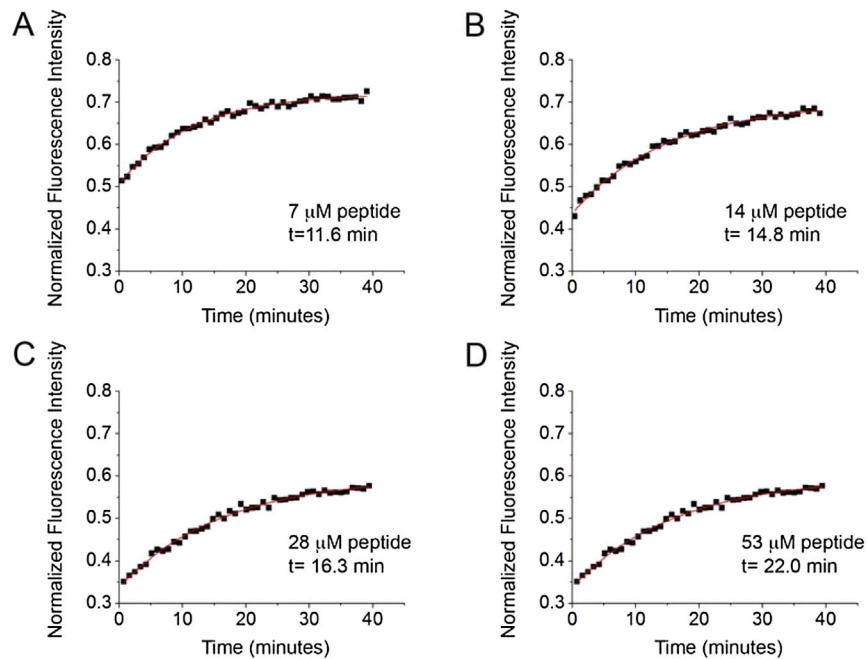 A
Normalized Fluorescence Intensity
0.8
0.7
0.6
0.5
0.4
0.3
7 μM peptide
t=11.6 min
0 10 20 30 40
Time (minutes)
B
Normalized Fluorescence Intensity
0.8
0.7
0.6
0.5
0.4
0.3
14 μM peptide
t= 14.8 min
0 10 20 30 40
Time (minutes)
C
Normalized Fluorescence Intensity
0.8
0.7
0.6
0.5
0.4
0.3
28 μM peptide
t= 16.3 min
0 10 20 30 40
Time (minutes)
D
Normalized Fluorescence Intensity
0.8
0.7
0.6
0.5
0.4
0.3
53 μM peptide
t= 22.0 min
0 10 20 30 40
Time (minutes)